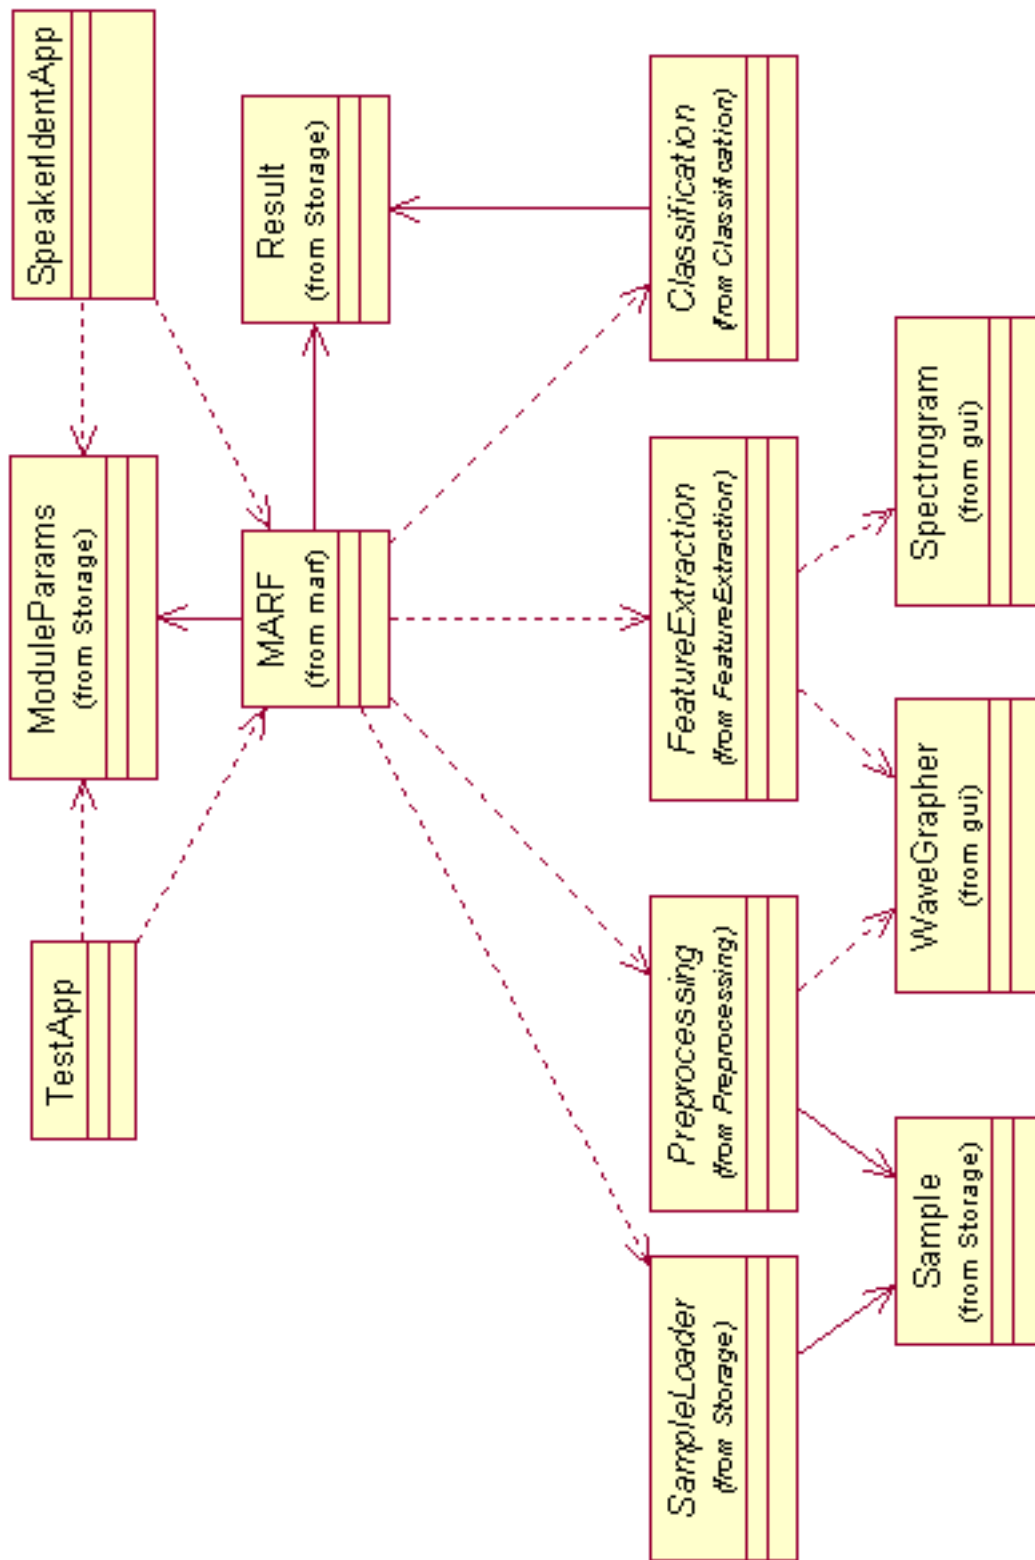 TestApp
ModuleParams
(from Storage)
SpeakerIdentApp
MARF
(from marf)
Result
(from Storage)
SampleLoader
(from Storage)
Preprocessing
(from Preprocessing)
FeatureExtraction
(from FeatureExtraction)
Classification
(from Classification)
Sample
(from Storage)
WaveGrapher
(from gui)
Spectrogram
(from gui)